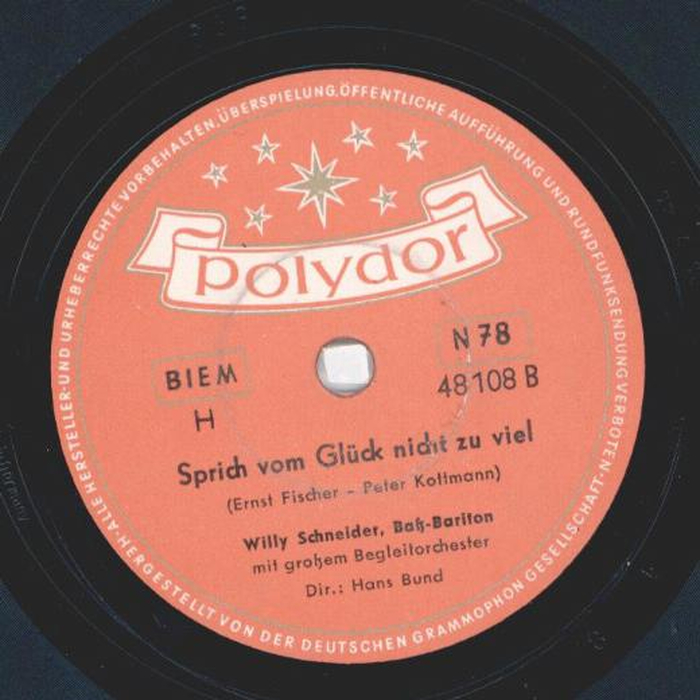 ALLE HERSTELLER-UND URHEBERRECHTE VORBEHALTEN, ÜBERSPIELUNG, ÖFFENTLICHE AUFFÜHRUNG UND RUNDFUNKSENDUNG VERBOTEN·
polydor
BIEM
N 78
H
48108 B
Sprich vom Glück nicht zu viel
(Ernst Fischer - Peter Kottmann)
Willy Schneider, Baß-Bariton
mit großem Begleitorchester
Dir.: Hans Bund
HERGESTELLT VON DER DEUTSCHEN GRAMMOPHON GESELLSCHAFT·